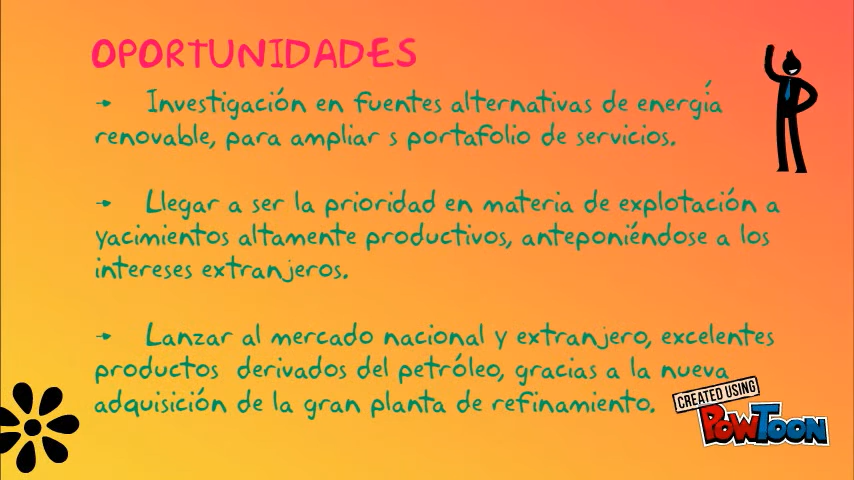 OPORTUNIDADES
→ Investigación en fuentes alternativas de energía
renovable, para ampliar s portafolio de servicios.
→ Llegar a ser la prioridad en materia de explotación a
yacimientos altamente productivos, anteponiéndose a los
intereses extranjeros.
→ Lanzar al mercado nacional y extranjero, excelentes
productos derivados del petróleo, gracias a la nueva
adquisición de la gran planta de refinamiento.
CREATED USING
POWTOON